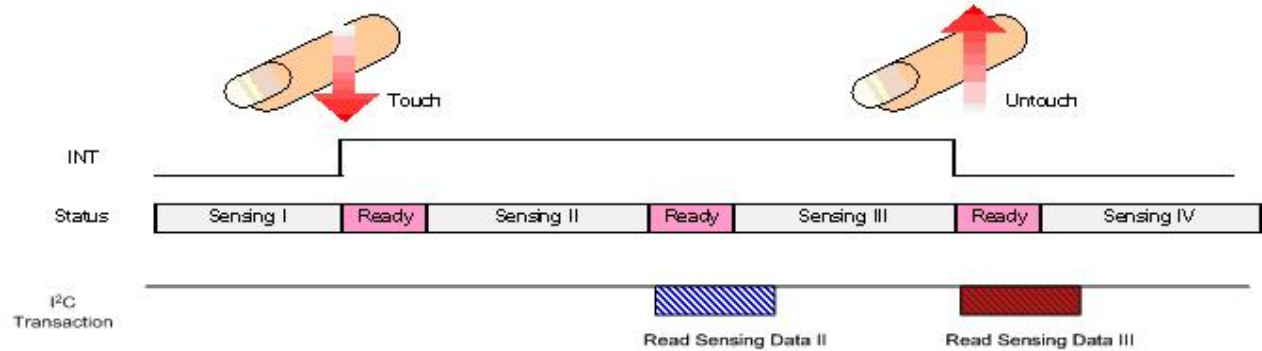 Touch
Untouch
INT
Status
Sensing I
Ready
Sensing II
Ready
Sensing III
Ready
Sensing IV
I²C
Transaction
Read Sensing Data II
Read Sensing Data III